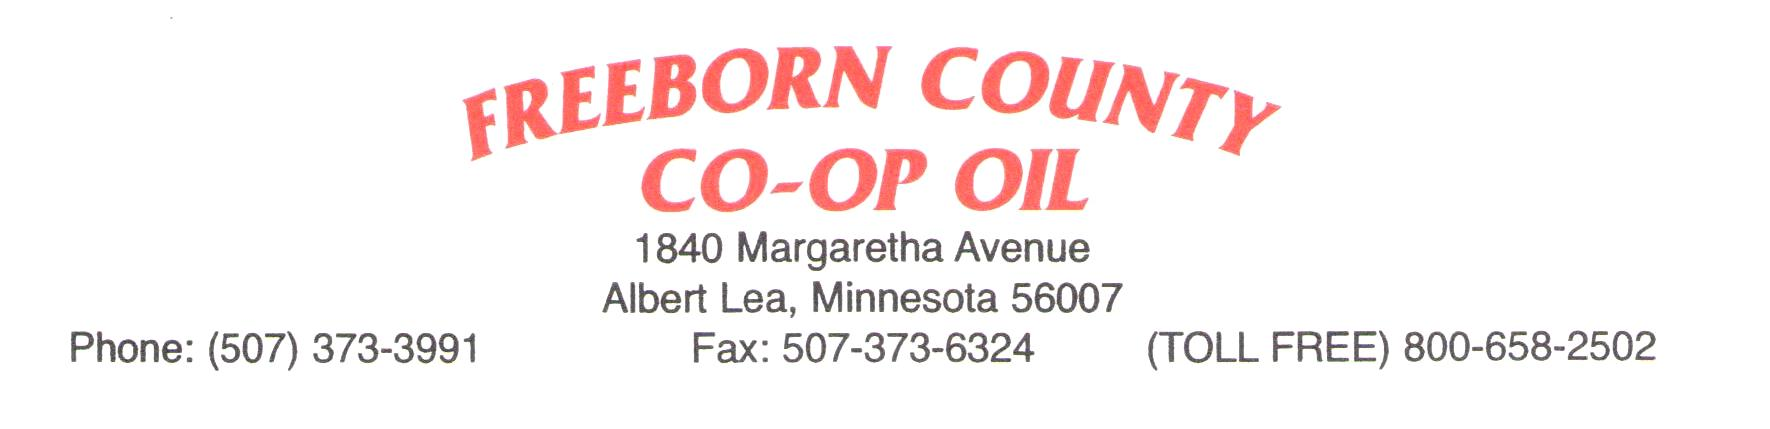 FREEBORN COUNTY
CO-OP OIL
1840 Margaretha Avenue
Albert Lea, Minnesota 56007
Phone: (507) 373-3991 Fax: 507-373-6324 (TOLL FREE) 800-658-2502